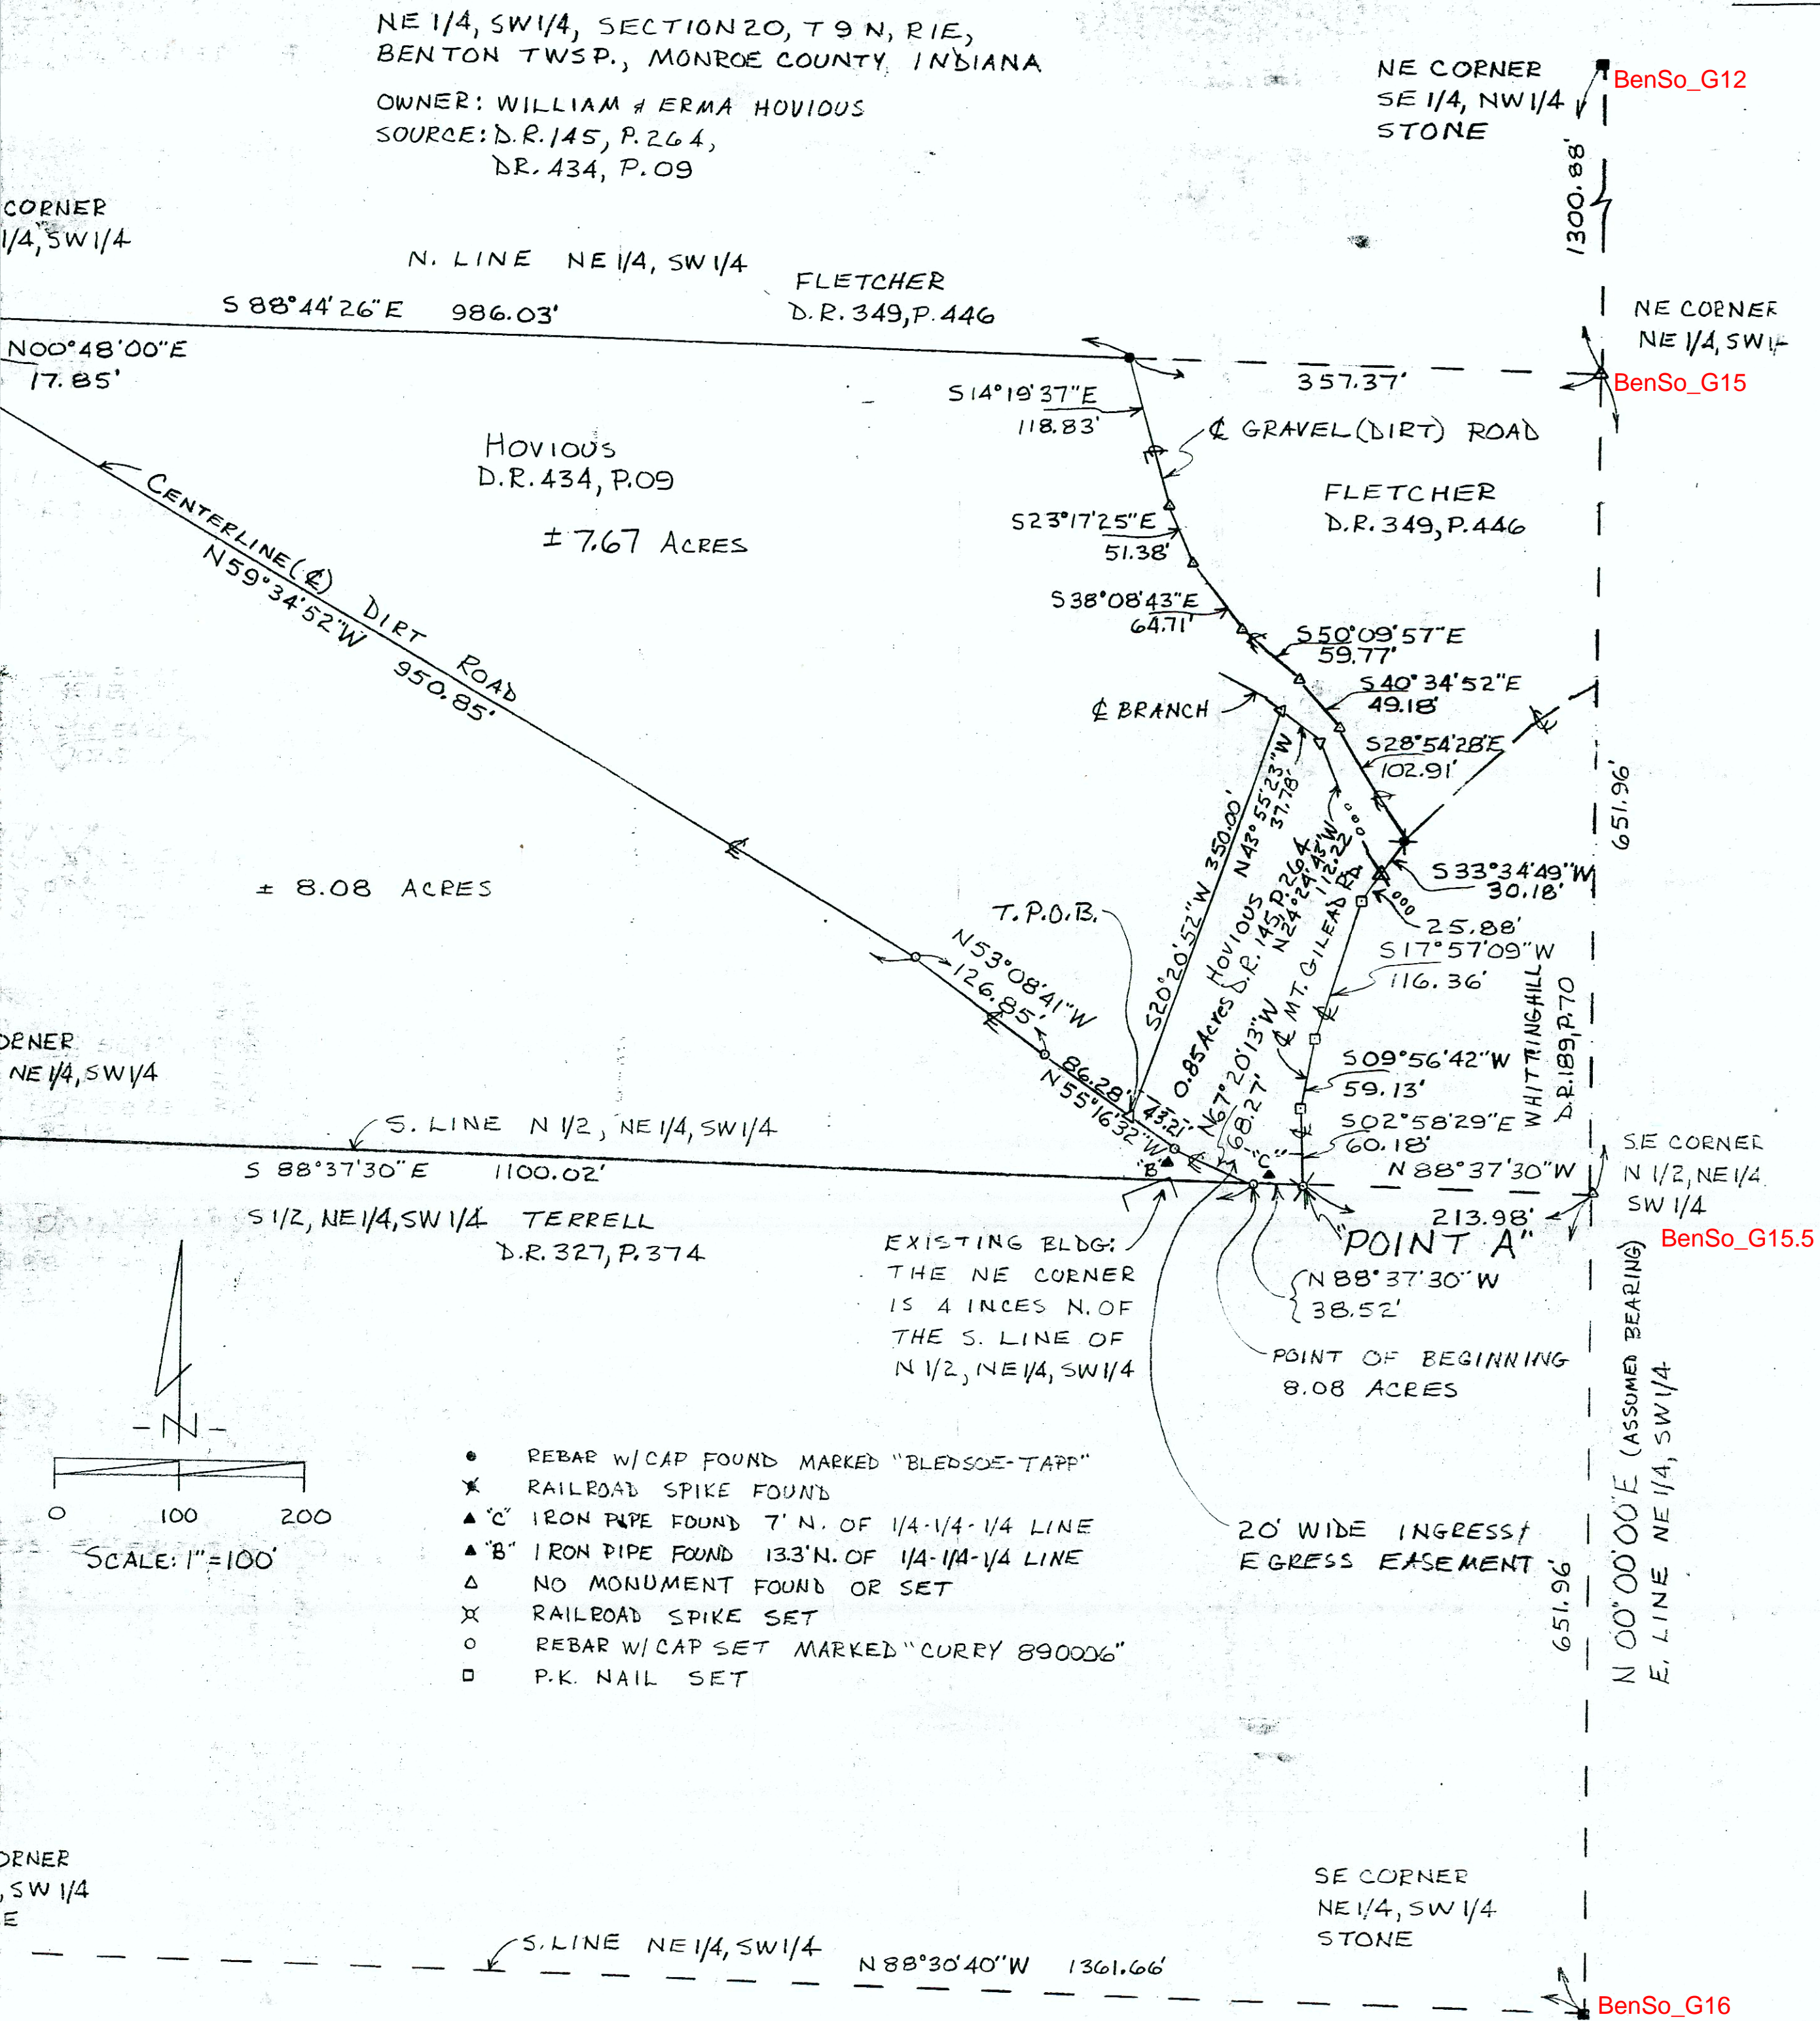 NE 1/4, SW 1/4, SECTION 20, T 9 N, R1E,
BENTON TWSP., MONROE COUNTY, INDIANA
OWNER: WILLIAM & ERMA HOVIOUS
SOURCE: D.R. 145, P. 264,
DR. 434, P. 09
NE CORNER
SE 1/4, NW 1/4
STONE
BenSo_G12
1300.88'
CORNER
1/4, SW 1/4
N. LINE NE 1/4, SW 1/4
FLETCHER
D.R. 349, P. 446
S 88°44'26"E 986.03'
NE CORNER
NE 1/4, SW 1/
BenSo_G15
N00°48'00"E
17.85'
357.37'
S14°19'37"E
118.83'
℄ GRAVEL (DIRT) ROAD
HOVIOUS
D.R. 434, P.09
± 7.67 ACRES
FLETCHER
D.R. 349, P. 446
S23°17'25"E
51.38'
CENTERLINE (℄) DIRT ROAD
N59°34'52"W 950.85'
S38°08'43"E
64.71'
S50°09'57"E
59.77'
S40°34'52"E
49.18'
℄ BRANCH
S28°54'28"E
102.91'
651.96'
N43°55'23"W
37.78'
S20°20'52"W 350.00'
N24°24'43"W
112.22
HOVIOUS
0.85 Acres D.R. 145, P. 264
℄ MT. GILEAD RD.
S33°34'49"W
30.18'
25.88'
± 8.08 ACRES
T.P.O.B.
S17°57'09"W
116.36'
WHITTINGHILL
D.R. 189, P. 70
N53°08'41"W
126.85'
ORNER
NE 1/4, SW 1/4
S09°56'42"W
59.13'
86.28'
43.21'
N55°16'32"W
N67°20'13"W
68.27'
S02°58'29"E
60.18'
"B"
"C"
S. LINE N 1/2, NE 1/4, SW 1/4
S 88°37'30"E 1100.02'
N 88°37'30"W
213.98'
SE CORNER
N 1/2, NE 1/4
SW 1/4
BenSo_G15.5
S 1/2, NE 1/4, SW 1/4 TERRELL
D.R. 327, P. 374
"POINT A"
EXISTING BLDG:
THE NE CORNER
IS 4 INCES N. OF
THE S. LINE OF
N 1/2, NE 1/4, SW 1/4
N 88°37'30"W
38.52'
POINT OF BEGINNING
8.08 ACRES
N 00°00'00"E (ASSUMED BEARING)
E. LINE NE 1/4, SW 1/4
-N-
0 100 200
SCALE: 1"=100'
REBAR W/ CAP FOUND MARKED "BLEDSOE-TAPP"
RAILROAD SPIKE FOUND
"C" IRON PIPE FOUND 7' N. OF 1/4-1/4-1/4 LINE
"B" IRON PIPE FOUND 13.3' N. OF 1/4-1/4-1/4 LINE
NO MONUMENT FOUND OR SET
RAILROAD SPIKE SET
REBAR W/ CAP SET MARKED "CURRY 890006"
P.K. NAIL SET
20' WIDE INGRESS/
EGRESS EASEMENT
651.96'
ORNER
, SW 1/4
E
SE CORNER
NE 1/4, SW 1/4
STONE
S. LINE NE 1/4, SW 1/4 N 88°30'40"W 1361.66'
BenSo_G16